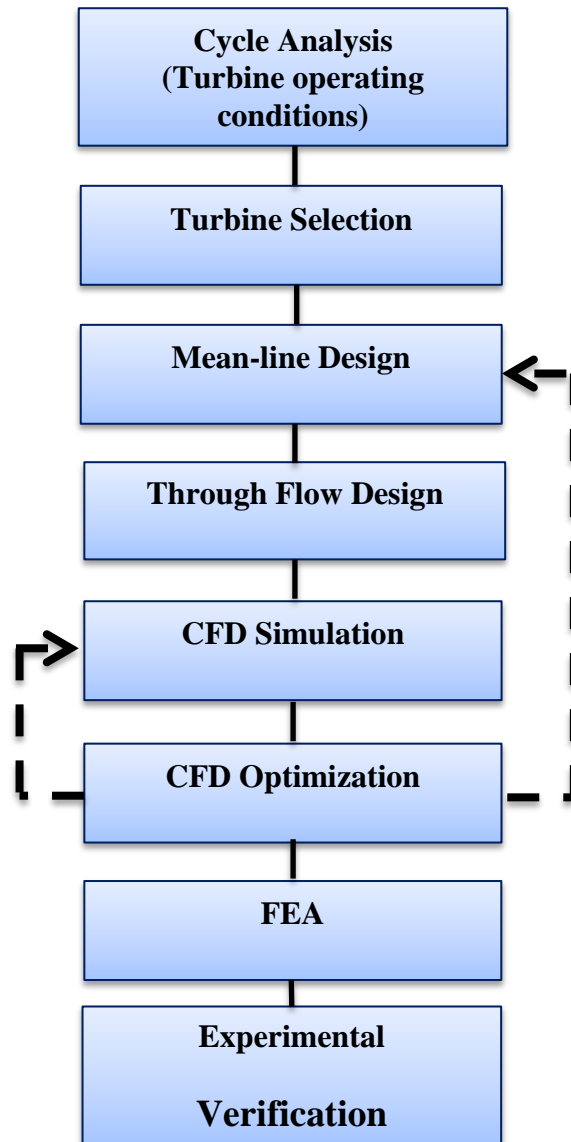 Cycle Analysis
(Turbine operating
conditions)
Turbine Selection
Mean-line Design
Through Flow Design
CFD Simulation
CFD Optimization
FEA
Experimental
Verification